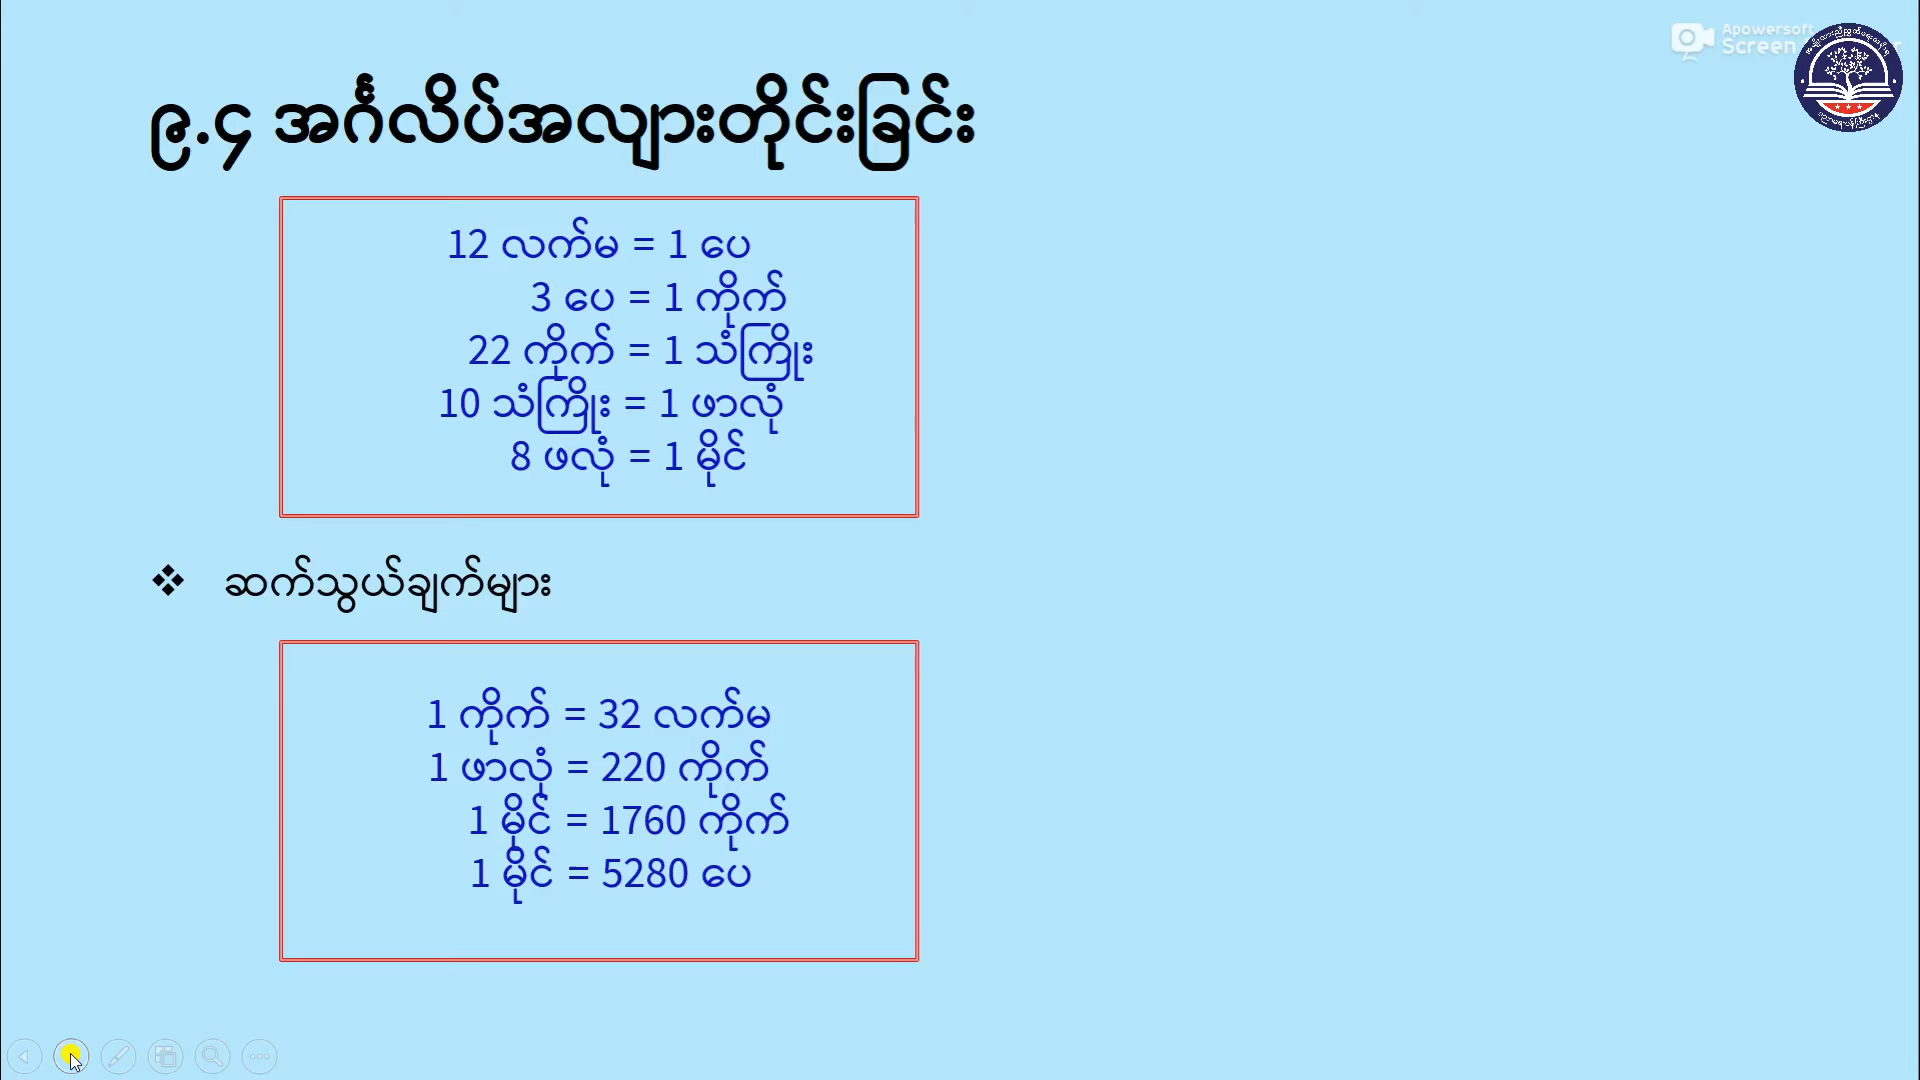 Apowersoft
Screen
၉.၄ အင်္ဂလိပ်အလျားတိုင်းခြင်း
12 လက်မ = 1 ပေ
3 ပေ = 1 ကိုက်
22 ကိုက် = 1 သံကြိုး
10 သံကြိုး = 1 ဖာလုံ
8 ဖလုံ = 1 မိုင်
❖ ဆက်သွယ်ချက်များ
1 ကိုက် = 32 လက်မ
1 ဖာလုံ = 220 ကိုက်
1 မိုင် = 1760 ကိုက်
1 မိုင် = 5280 ပေ